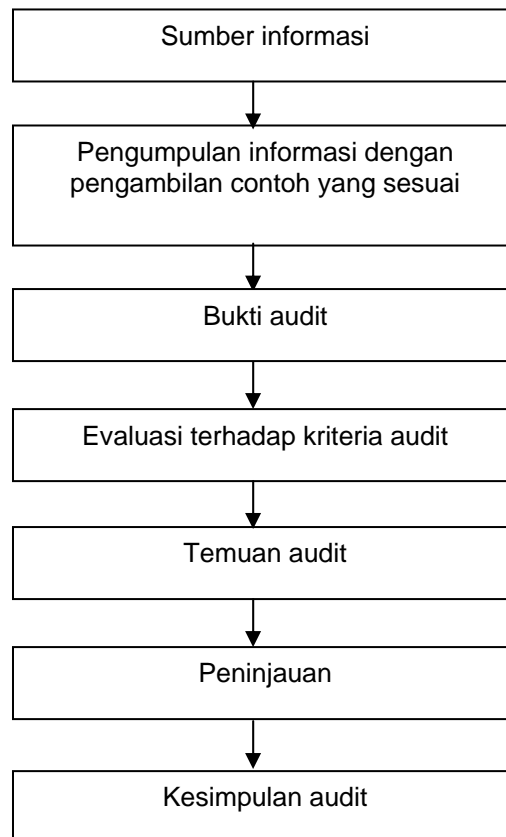 Sumber informasi
Pengumpulan informasi dengan
pengambilan contoh yang sesuai
Bukti audit
Evaluasi terhadap kriteria audit
Temuan audit
Peninjauan
Kesimpulan audit